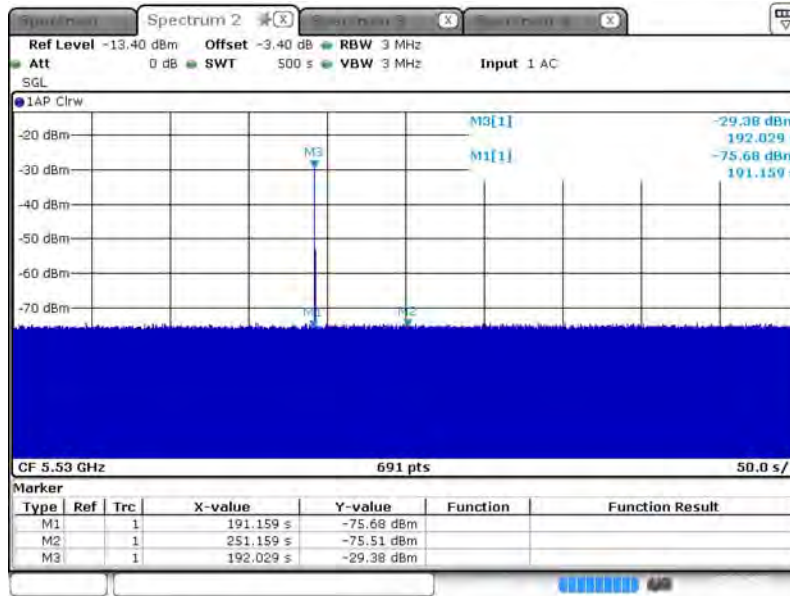 Spectrum 2 X X X
Ref Level -13.40 dBm Offset -3.40 dB RBW 3 MHz
Att 0 dB SWT 500 s VBW 3 MHz Input 1 AC
SGL
1AP Clrw
M3[1] -29.38 dBm
192.029 s
M1[1] -75.68 dBm
191.159 s
-20 dBm
M3
-30 dBm
-40 dBm
-50 dBm
-60 dBm
-70 dBm
M1 M2
CF 5.53 GHz 691 pts 50.0 s/
Marker
Type Ref Trc X-value Y-value Function Function Result
M1 1 191.159 s -75.68 dBm
M2 1 251.159 s -75.51 dBm
M3 1 192.029 s -29.38 dBm